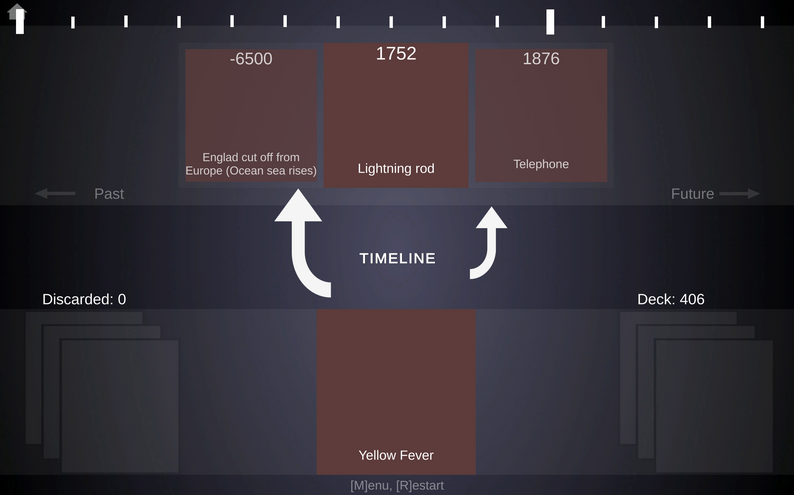 -6500
1752
1876
Englad cut off from
Europe (Ocean sea rises)
Lightning rod
Telephone
Past
Future
TIMELINE
Discarded: 0
Deck: 406
Yellow Fever
[M]enu, [R]estart